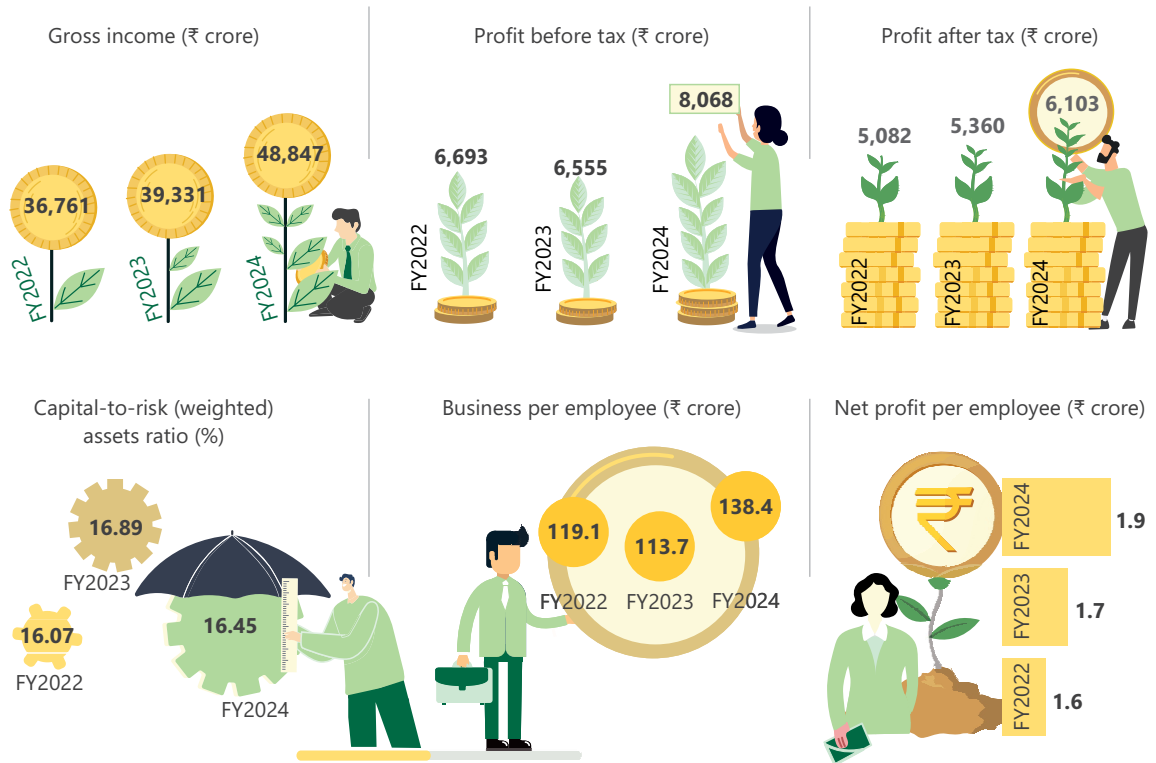 Gross income (₹ crore)
36,761
FY2022
39,331
FY2023
48,847
FY2024
Profit before tax (₹ crore)
6,693
FY2022
6,555
FY2023
8,068
FY2024
Profit after tax (₹ crore)
5,082
FY2022
5,360
FY2023
6,103
FY2024
Capital-to-risk (weighted)
assets ratio (%)
16.89
FY2023
16.07
FY2022
16.45
FY2024
Business per employee (₹ crore)
119.1
FY2022
113.7
FY2023
138.4
FY2024
Net profit per employee (₹ crore)
₹
FY2024
1.9
FY2023
1.7
FY2022
1.6